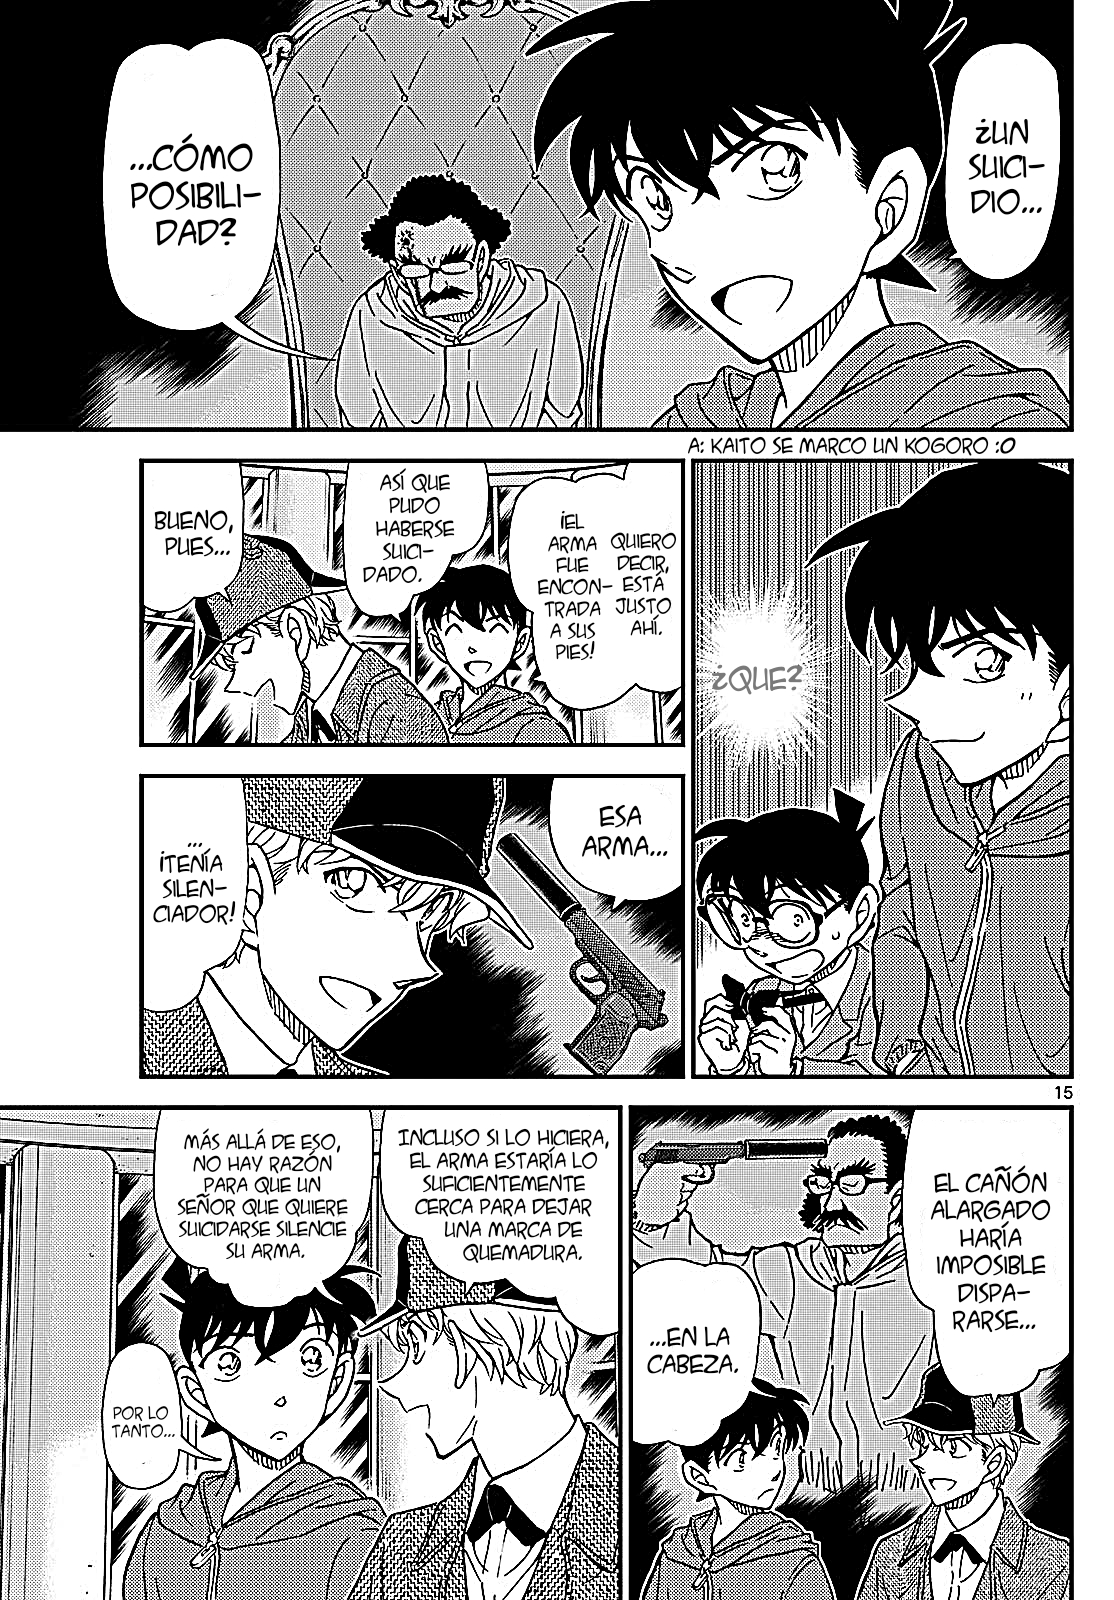 ¿UN
SUICI-
DIO...
...CÓMO
POSIBILI-
DAD?
A: KAITO SE MARCO UN KOGORO :O
¿QUE?
QUIERO
DECIR,
ESTÁ
JUSTO
AHÍ.
¡EL
ARMA
FUE
ENCON-
TRADA
A SUS
PIES!
ASÍ QUE
PUDO
HABERSE
SUICI-
DADO.
BUENO,
PUES...
ESA
ARMA...
...
¡TENÍA
SILEN-
CIADOR!
15
EL CAÑÓN
ALARGADO
HARÍA
IMPOSIBLE
DISPA-
RARSE...
...EN LA
CABEZA.
INCLUSO SI LO HICIERA,
EL ARMA ESTARÍA LO
SUFICIENTEMENTE
CERCA PARA DEJAR
UNA MARCA DE
QUEMADURA.
MÁS ALLÁ DE ESO,
NO HAY RAZÓN
PARA QUE UN
SEÑOR QUE QUIERE
SUICIDARSE SILENCIE
SU ARMA.
POR LO
TANTO...